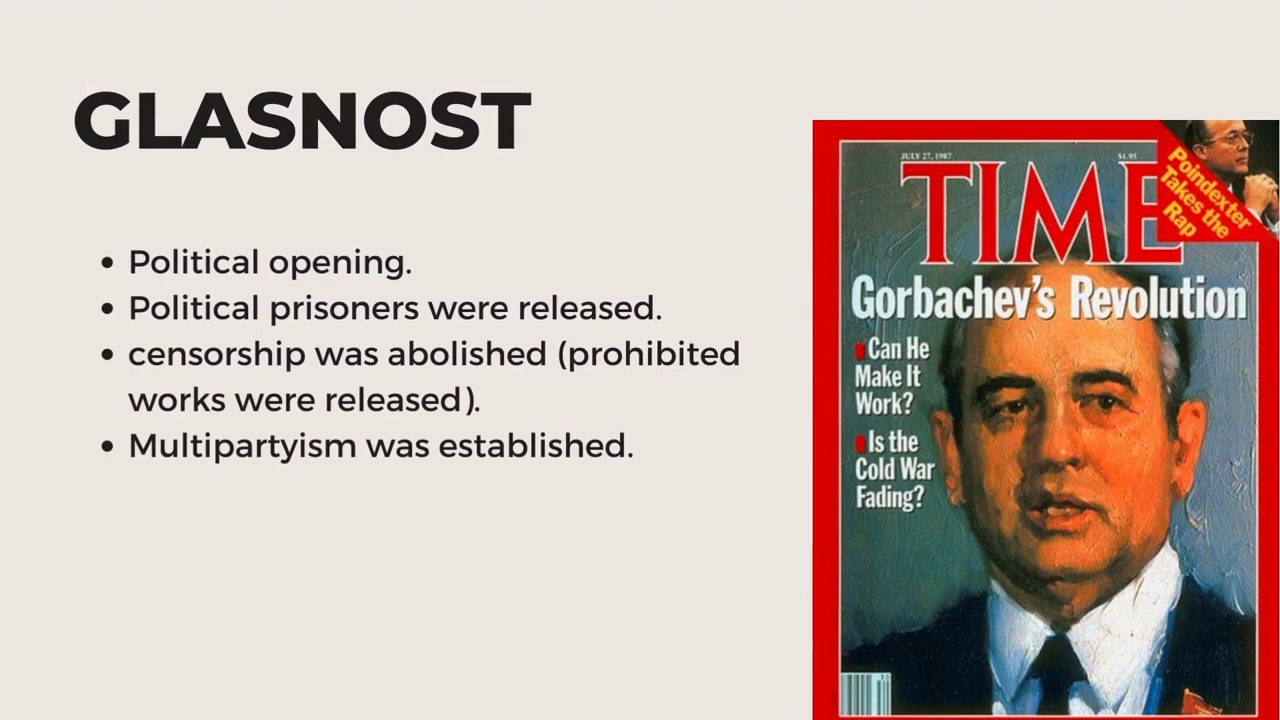 GLASNOST
• Political opening.
• Political prisoners were released.
• censorship was abolished (prohibited
works were released).
• Multipartyism was established.
JULY 27, 1987
$1.95
TIME
Poindexter
Takes the
Rap
Gorbachev's Revolution
Can He
Make It
Work?
Is the
Cold War
Fading?